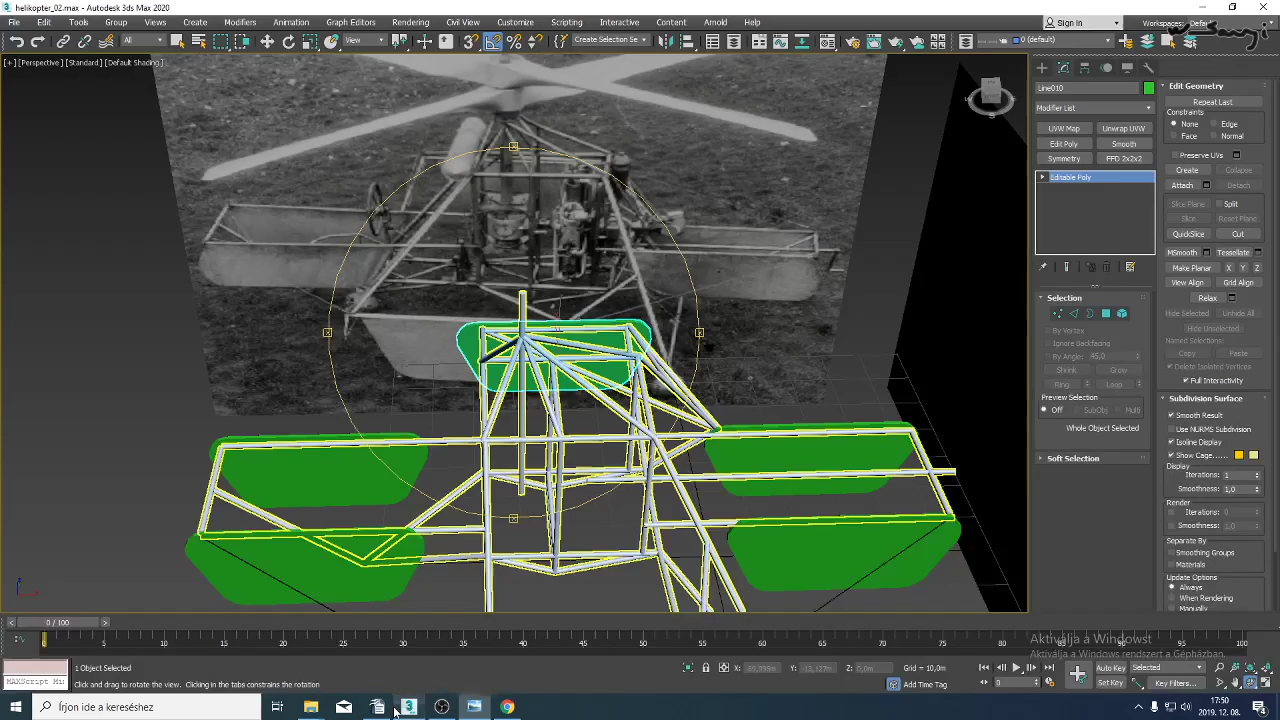 helikopter_02.max - Autodesk 3ds Max 2020
File Edit Tools Group Views Create Modifiers Animation Graph Editors Rendering Civil View Customize Scripting Interactive Content Arnold Help
Sign In Workspaces:
All View Create Selection Se 0 (default)
[+] [Perspective] [Standard] [Default Shading]
Line010
Modifier List
UVW Map Unwrap UVW
Edit Poly Smooth
Symmetry FFD 2x2x2
Editable Poly
Edit Geometry
Repeat Last
Constraints
None Edge
Face Normal
Preserve UVs
Create Collapse
Attach Detach
Slice Plane Split
Slice Reset Plane
QuickSlice Cut
MSmooth Tessellate
Make Planar X Y Z
View Align Grid Align
Relax
Hide Selected Unhide All
Hide Unselected
Named Selections:
Copy Paste
Delete Isolated Vertices
Full Interactivity
Selection
By Vertex
Ignore Backfacing
By Angle: 45,0
Shrink Grow
Ring Loop
Preview Selection
Off SubObj Multi
Whole Object Selected
Soft Selection
Subdivision Surface
Smooth Result
Use NURMS Subdivision
Isoline Display
Show Cage......
Display
Iterations: 1
Smoothness: 1,0
Render
Iterations: 0
Smoothness: 1,0
Separate By
Smoothing Groups
Materials
Update Options
Always
When Rendering
Manually
0 / 100
0 5 10 15 20 25 30 35 40 45 50 55 60 65 70 75 80 85 90 95 100
Aktiválja a Windowst
Aktiválja a Windows rendszert a Gépházban.
MAXScript Mi
1 Object Selected
Click and drag to rotate the view. Clicking in the tabs constrains the rotation
X: Y: Z: 0,0m Grid = 10,0m
Add Time Tag
Auto Key Selected
Set Key Key Filters...
0
Írjon ide a kereséshez
17:50
2019. 12. 08.